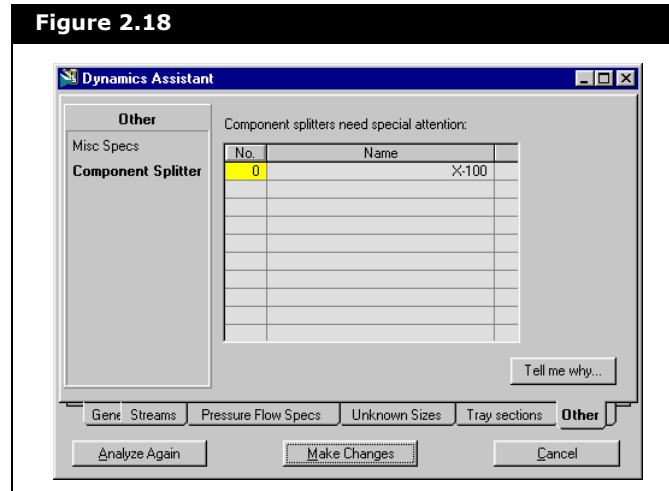 Figure 2.18
Dynamics Assistant
Other
Misc Specs
Component Splitter
Component splitters need special attention:
No. Name
0 X-100
Tell me why...
Gene Streams Pressure Flow Specs Unknown Sizes Tray sections Other
Analyze Again Make Changes Cancel